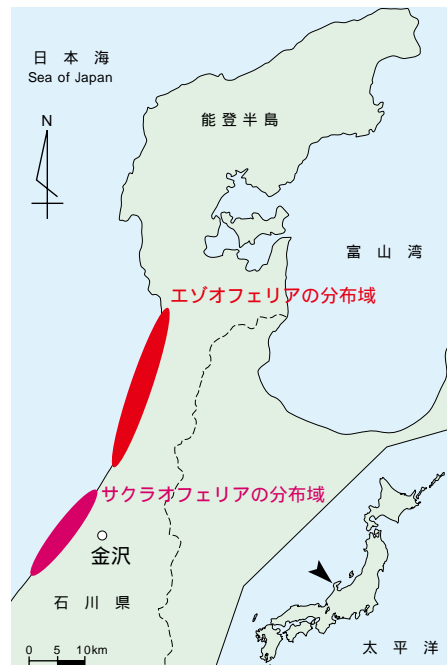 日本海
Sea of Japan
N
能登半島
富山湾
エゾオフェリアの分布域
サクラオフェリアの分布域
金沢
石川県
0 5 10km
太平洋